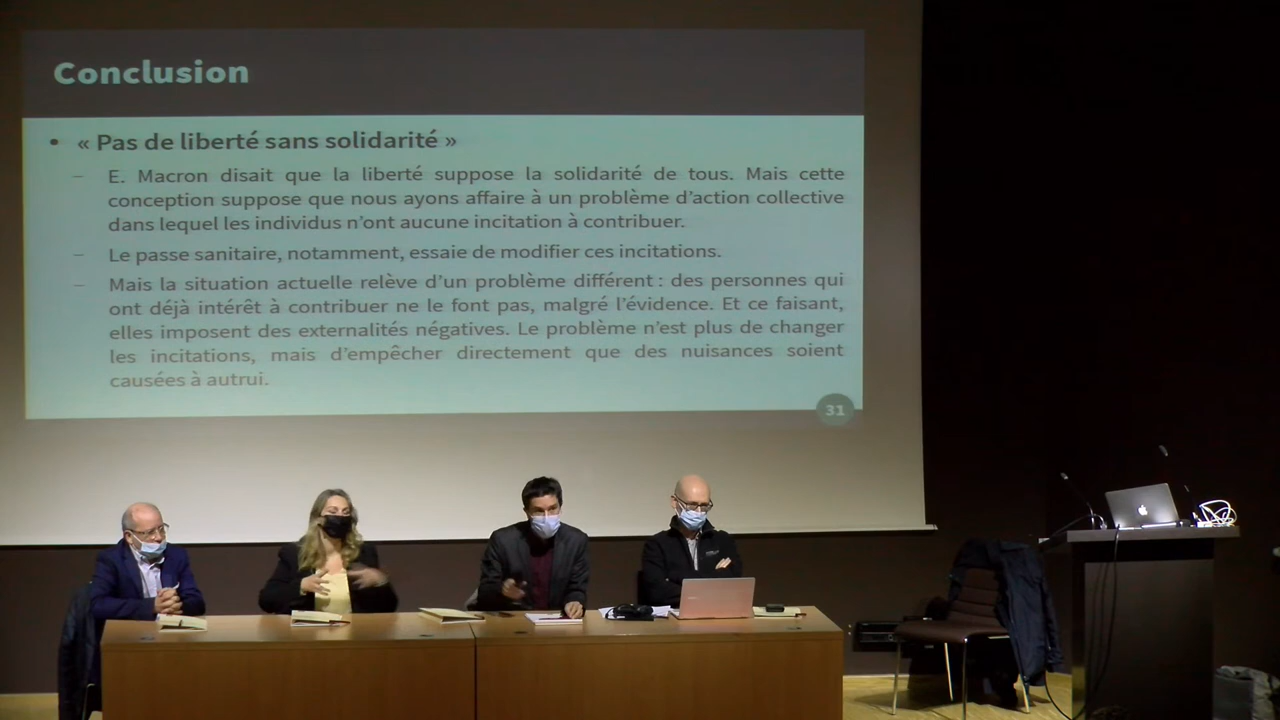 Conclusion
• « Pas de liberté sans solidarité »
– E. Macron disait que la liberté suppose la solidarité de tous. Mais cette
conception suppose que nous ayons affaire à un problème d’action collective
dans lequel les individus n’ont aucune incitation à contribuer.
– Le passe sanitaire, notamment, essaie de modifier ces incitations.
– Mais la situation actuelle relève d’un problème différent : des personnes qui
ont déjà intérêt à contribuer ne le font pas, malgré l’évidence. Et ce faisant,
elles imposent des externalités négatives. Le problème n’est plus de changer
les incitations, mais d’empêcher directement que des nuisances soient
causées à autrui.
31